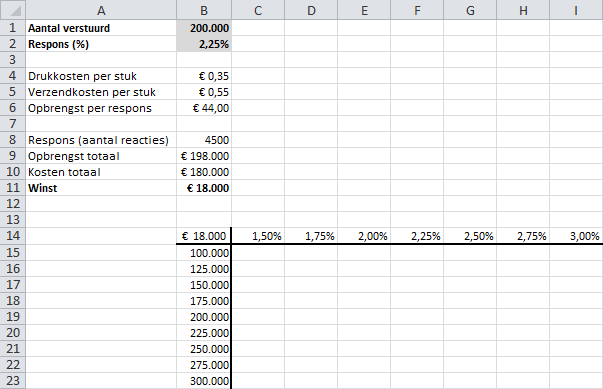 A B C D E F G H I
1 Aantal verstuurd 200.000
2 Respons (%) 2,25%
3
4 Drukkosten per stuk € 0,35
5 Verzendkosten per stuk € 0,55
6 Opbrengst per respons € 44,00
7
8 Respons (aantal reacties) 4500
9 Opbrengst totaal € 198.000
10 Kosten totaal € 180.000
11 Winst € 18.000
12
13
14 € 18.000 1,50% 1,75% 2,00% 2,25% 2,50% 2,75% 3,00%
15 100.000
16 125.000
17 150.000
18 175.000
19 200.000
20 225.000
21 250.000
22 275.000
23 300.000